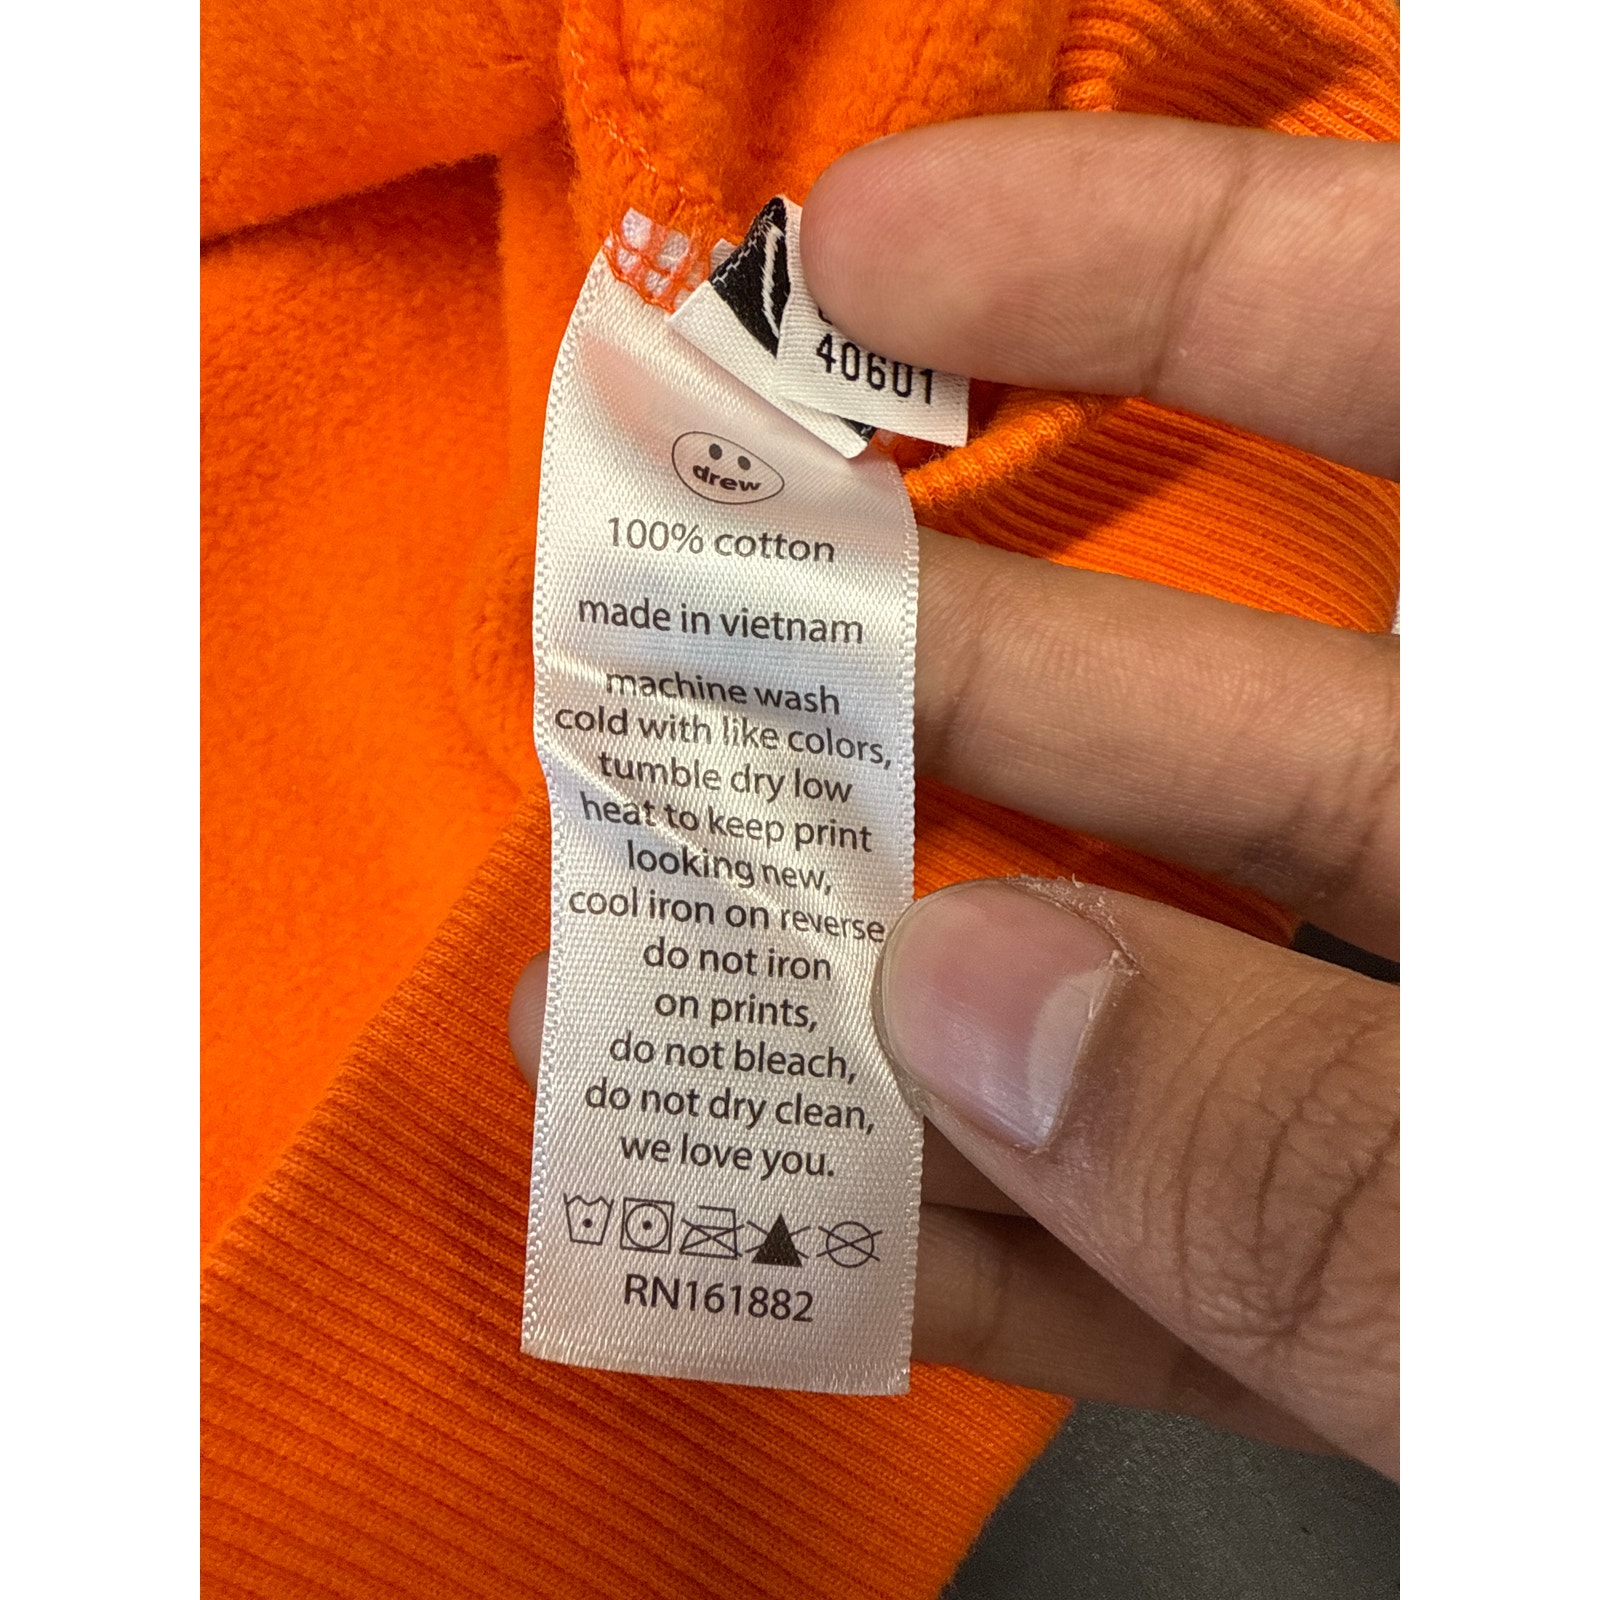 40601
drew
100% cotton
made in vietnam
machine wash
cold with like colors,
tumble dry low
heat to keep print
looking new,
cool iron on reverse
do not iron
on prints,
do not bleach,
do not dry clean,
we love you.
RN161882